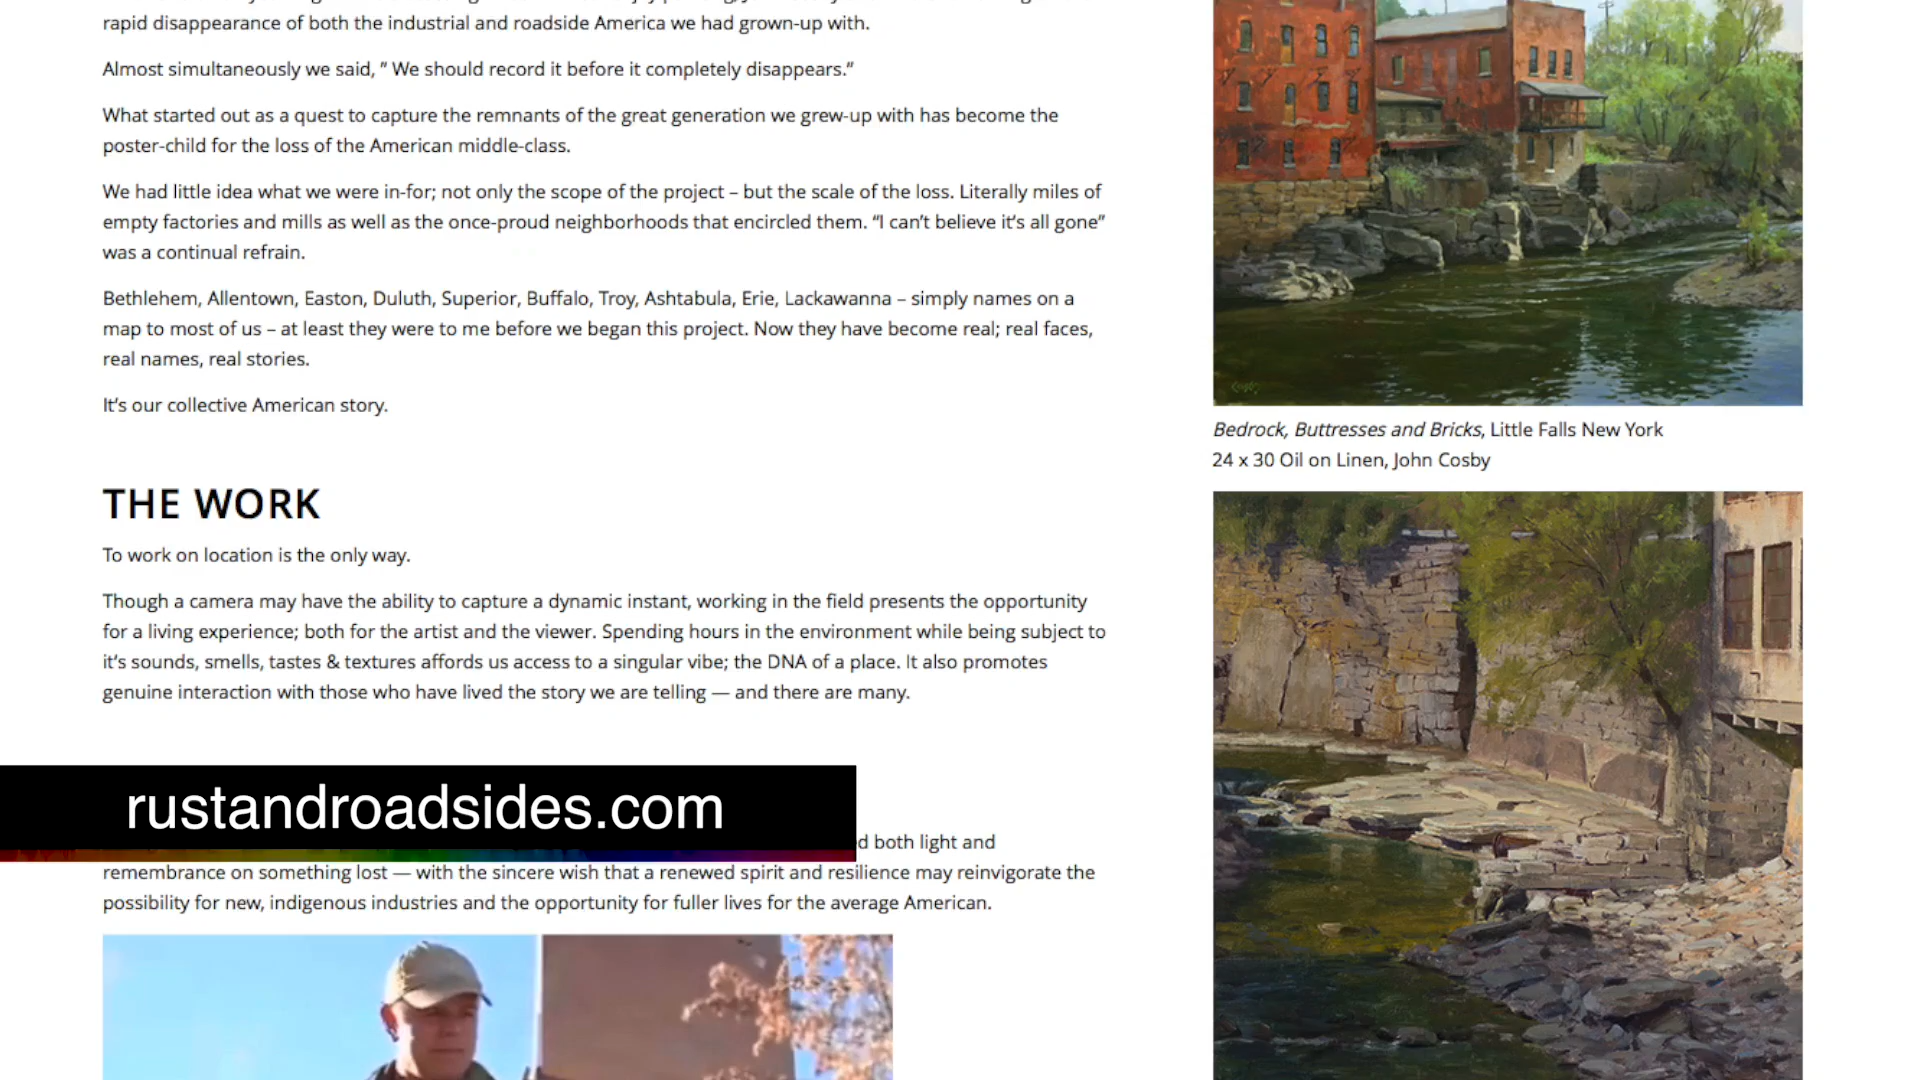 rapid disappearance of both the industrial and roadside America we had grown-up with.
Almost simultaneously we said, ” We should record it before it completely disappears.”
What started out as a quest to capture the remnants of the great generation we grew-up with has become the
poster-child for the loss of the American middle-class.
We had little idea what we were in-for; not only the scope of the project – but the scale of the loss. Literally miles of
empty factories and mills as well as the once-proud neighborhoods that encircled them. “I can’t believe it’s all gone”
was a continual refrain.
Bethlehem, Allentown, Easton, Duluth, Superior, Buffalo, Troy, Ashtabula, Erie, Lackawanna – simply names on a
map to most of us – at least they were to me before we began this project. Now they have become real; real faces,
real names, real stories.
It’s our collective American story.
THE WORK
To work on location is the only way.
Though a camera may have the ability to capture a dynamic instant, working in the field presents the opportunity
for a living experience; both for the artist and the viewer. Spending hours in the environment while being subject to
it’s sounds, smells, tastes & textures affords us access to a singular vibe; the DNA of a place. It also promotes
genuine interaction with those who have lived the story we are telling — and there are many.
rustandroadsides.com
both light and
remembrance on something lost — with the sincere wish that a renewed spirit and resilience may reinvigorate the
possibility for new, indigenous industries and the opportunity for fuller lives for the average American.
Bedrock, Buttresses and Bricks, Little Falls New York
24 x 30 Oil on Linen, John Cosby